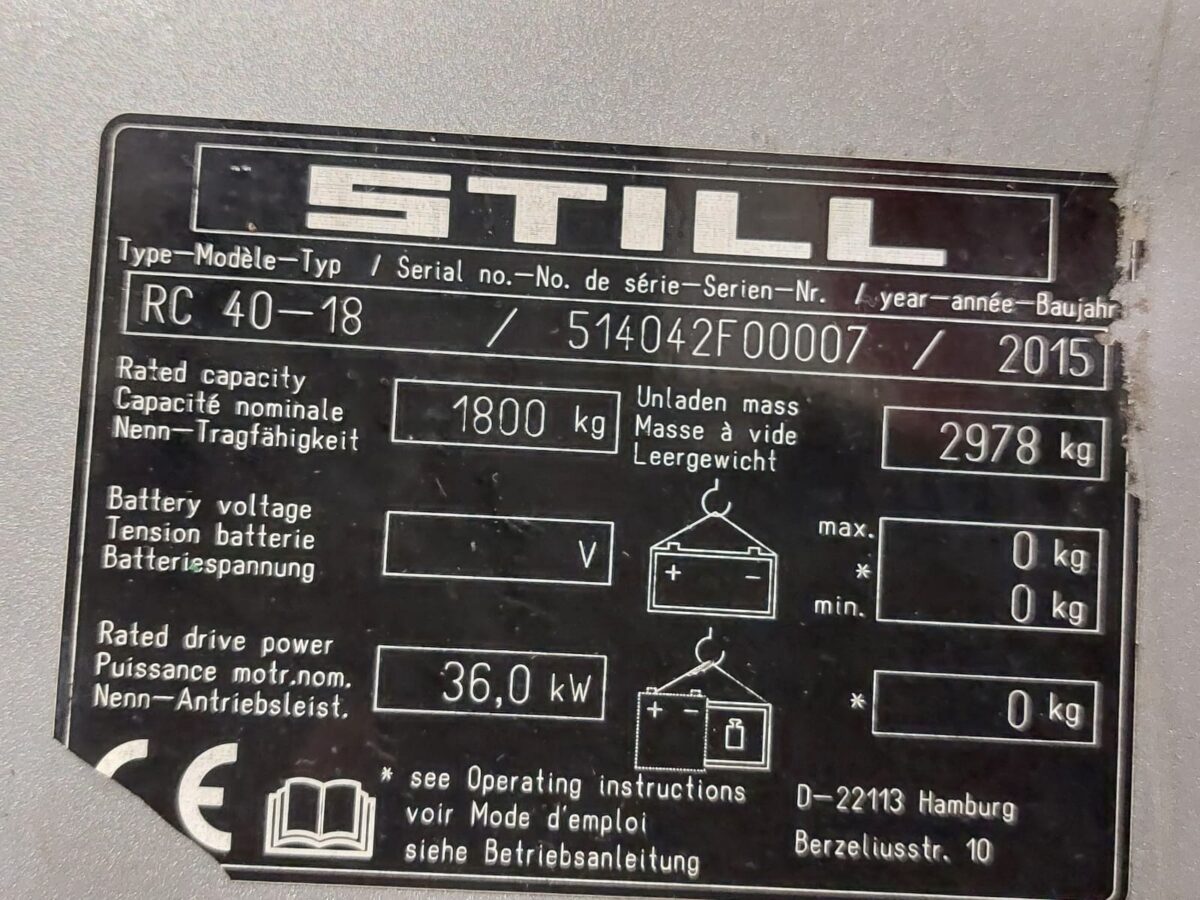 STILL
Type-Modèle-Typ / Serial no.-No. de série-Serien-Nr. / year-année-Baujahr
RC 40-18 / 514042F00007 / 2015
Rated capacity
Capacité nominale
Nenn-Tragfähigkeit
1800 kg
Unladen mass
Masse à vide
Leergewicht
2978 kg
Battery voltage
Tension batterie
Batteriespannung
V
+ -
max. 0 kg
*
min. 0 kg
Rated drive power
Puissance motr.nom.
Nenn-Antriebsleist.
36,0 kW
+ -
* 0 kg
CE
* see Operating instructions
voir Mode d'emploi
siehe Betriebsanleitung
D-22113 Hamburg
Berzeliusstr. 10